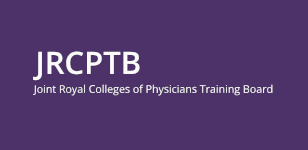 JRCPTB
Joint Royal Colleges of Physicians Training Board